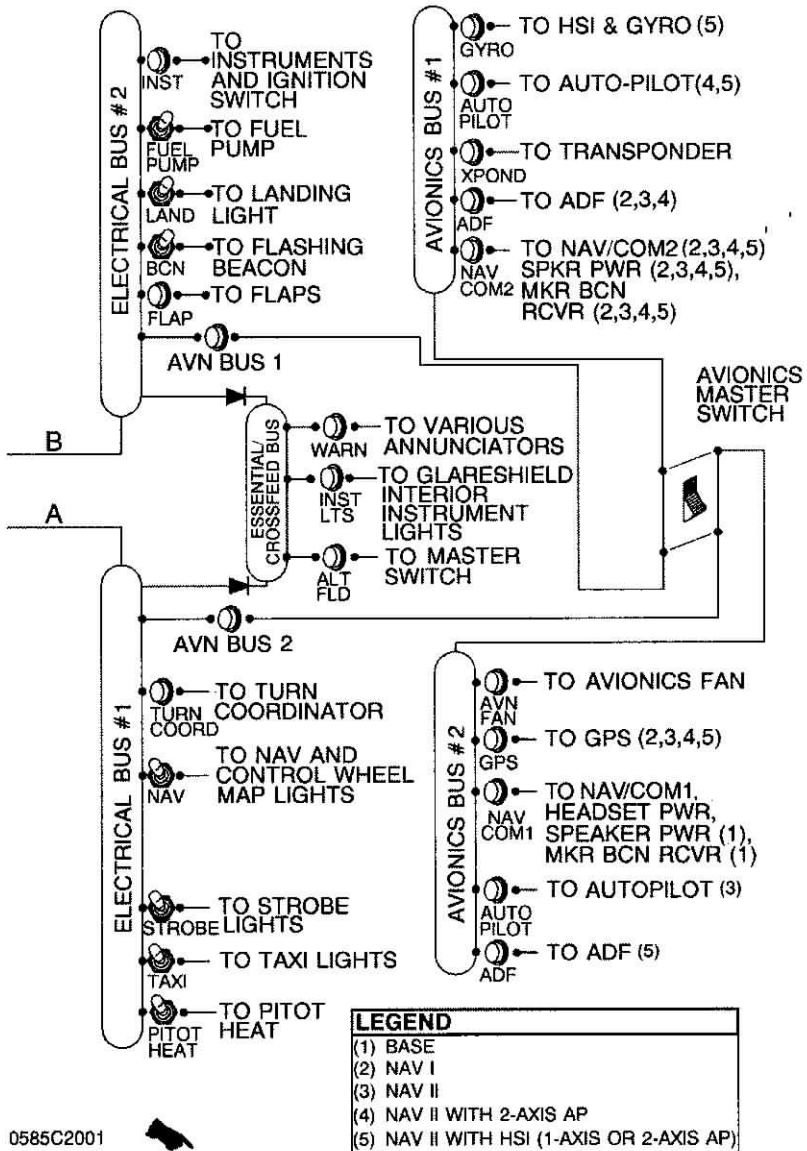 ELECTRICAL BUS #2
INST
TO
INSTRUMENTS
AND IGNITION
SWITCH
FUEL
PUMP
TO FUEL
PUMP
LAND
TO LANDING
LIGHT
BCN
TO FLASHING
BEACON
FLAP
TO FLAPS
AVN BUS 1
AVIONICS BUS #1
GYRO
TO HSI & GYRO (5)
AUTO
PILOT
TO AUTO-PILOT(4,5)
XPOND
TO TRANSPONDER
ADF
TO ADF (2,3,4)
NAV
COM2
TO NAV/COM2 (2,3,4,5)
SPKR PWR (2,3,4,5),
MKR BCN
RCVR (2,3,4,5)
AVIONICS
MASTER
SWITCH
B
A
ESSENTIAL/
CROSSFEED BUS
WARN
TO VARIOUS
ANNUNCIATORS
INST
LTS
TO GLARESHIELD
INTERIOR
INSTRUMENT
LIGHTS
ALT
FLD
TO MASTER
SWITCH
AVN BUS 2
ELECTRICAL BUS #1
TURN
COORD
TO TURN
COORDINATOR
NAV
TO NAV AND
CONTROL WHEEL
MAP LIGHTS
STROBE
TO STROBE
LIGHTS
TAXI
TO TAXI LIGHTS
PITOT
HEAT
TO PITOT
HEAT
AVIONICS BUS #2
AVN
FAN
TO AVIONICS FAN
GPS
TO GPS (2,3,4,5)
NAV
COM1
TO NAV/COM1,
HEADSET PWR,
SPEAKER PWR (1),
MKR BCN RCVR (1)
AUTO
PILOT
TO AUTOPILOT (3)
ADF
TO ADF (5)
LEGEND
(1) BASE
(2) NAV I
(3) NAV II
(4) NAV II WITH 2-AXIS AP
(5) NAV II WITH HSI (1-AXIS OR 2-AXIS AP)
0585C2001